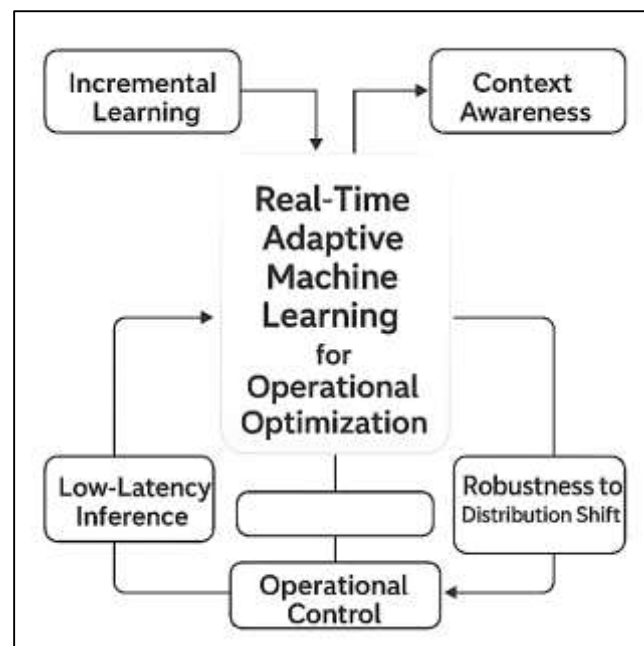 Incremental
Learning
Context
Awareness
Real-Time
Adaptive
Machine
Learning
for
Operational
Optimization
Low-Latency
Inference
Robustness to
Distribution Shift
Operational
Control